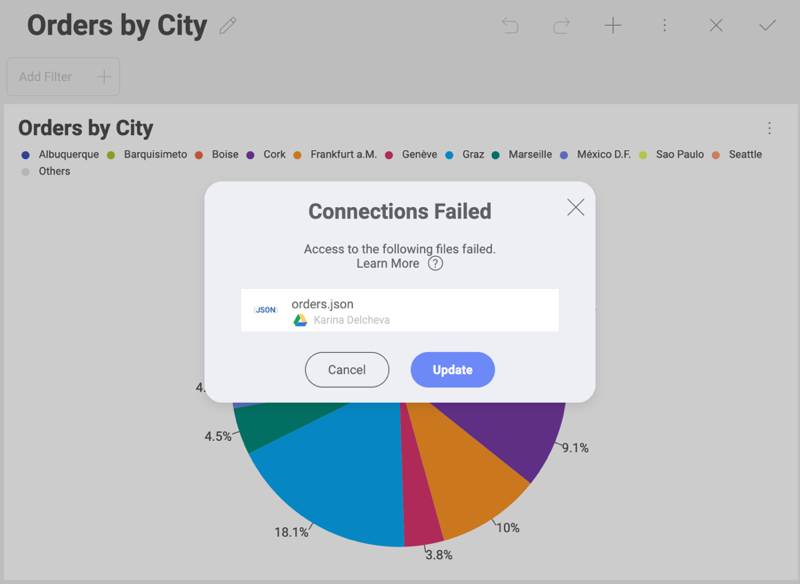 Orders by City
Add Filter
Orders by City
Albuquerque Barquisimeto Boise Cork Frankfurt a.M. Genève Graz Marseille México D.F. Sao Paulo Seattle
Others
Connections Failed
Access to the following files failed.
Learn More ?
JSON
orders.json
Karina Delcheva
Cancel
Update
4.5%
9.1%
18.1%
10%
3.8%